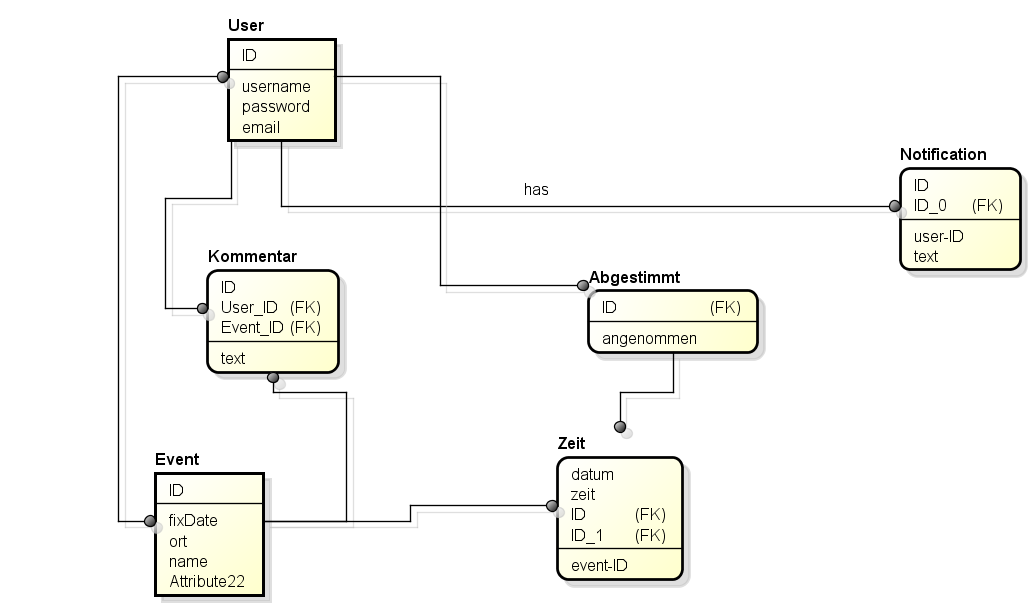 User
ID
username
password
email
has
Notification
ID
ID_0 (FK)
user-ID
text
Kommentar
ID
User_ID (FK)
Event_ID (FK)
text
Abgestimmt
ID (FK)
angenommen
Event
ID
fixDate
ort
name
Attribute22
Zeit
datum
zeit
ID (FK)
ID_1 (FK)
event-ID